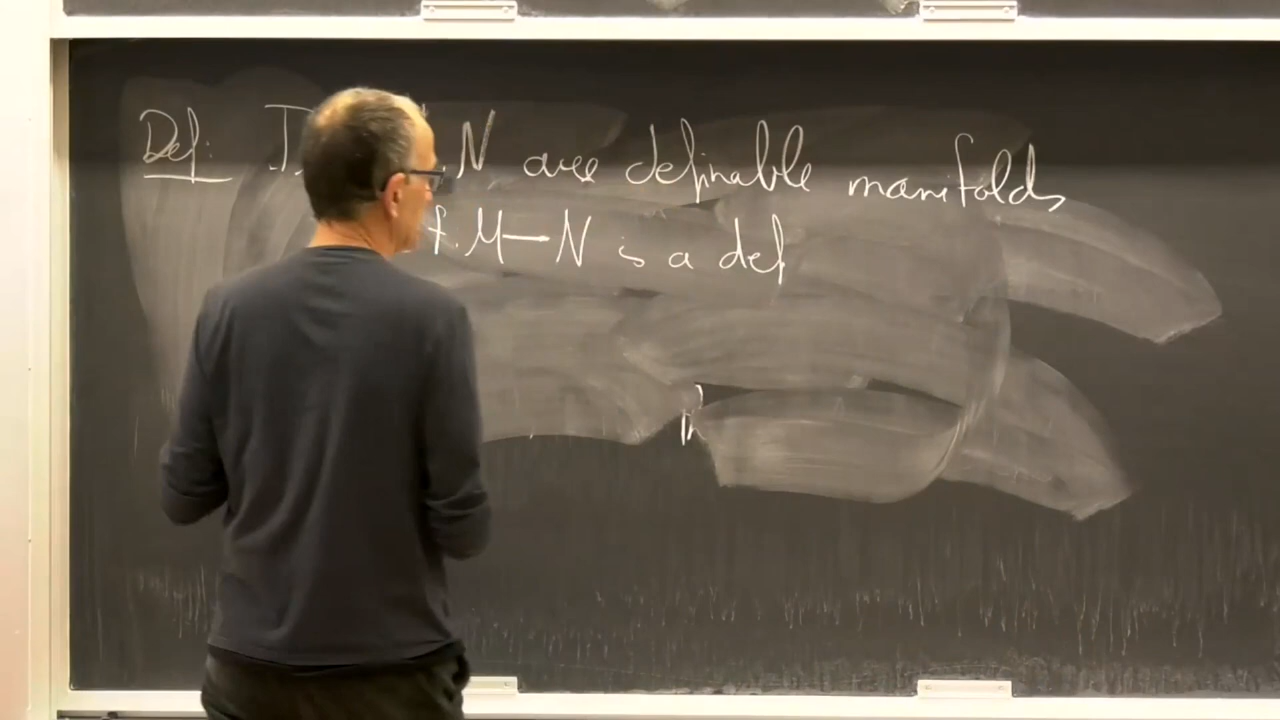 Def: N are definable manifolds
f: M → N is a def